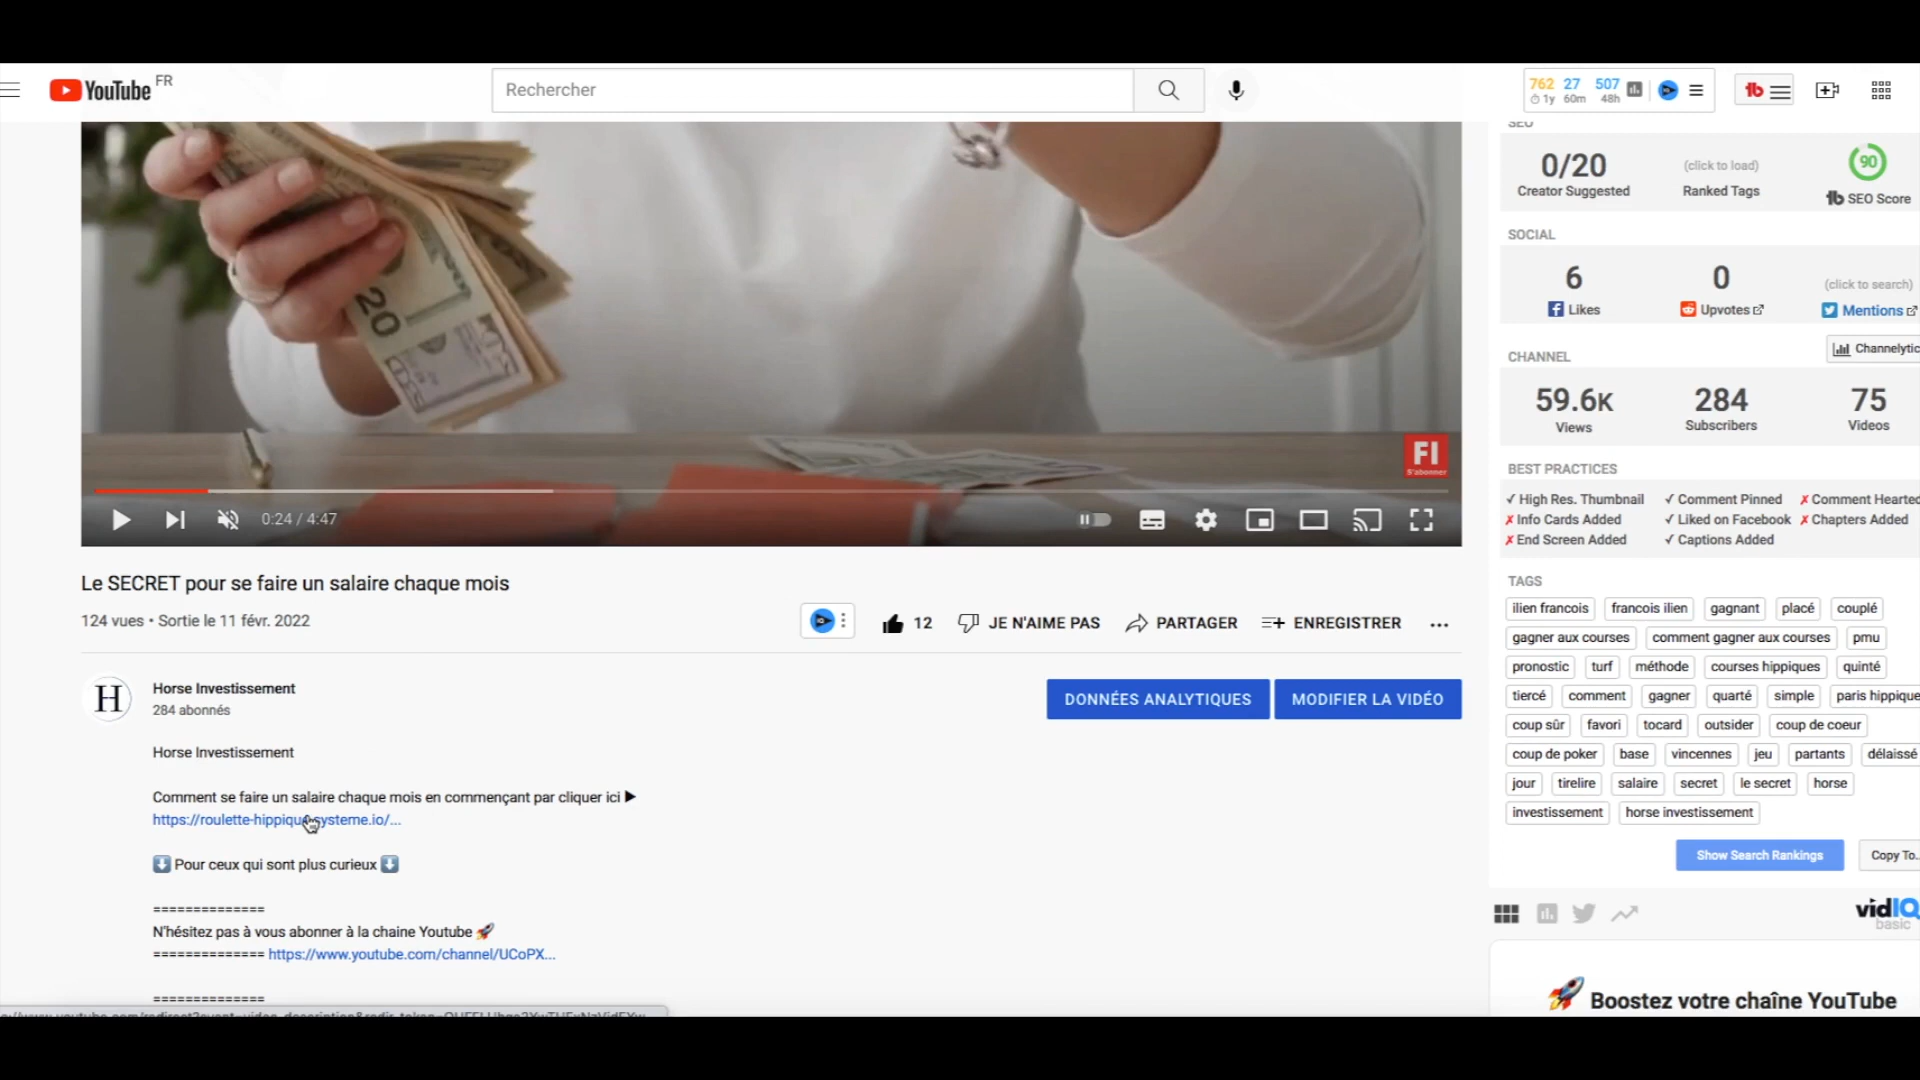 YouTube FR
Rechercher
762 27 507
1y 60m 48h
SEO
0/20
(click to load)
90
Creator Suggested
Ranked Tags
SEO Score
SOCIAL
6
0
(click to search)
Likes
Upvotes
Mentions
CHANNEL
Channelytic
59.6K
284
75
Views
Subscribers
Videos
BEST PRACTICES
✓ High Res. Thumbnail ✓ Comment Pinned ✗ Comment Hearted
✗ Info Cards Added ✓ Liked on Facebook ✗ Chapters Added
✗ End Screen Added ✓ Captions Added
TAGS
ilien francois francois ilien gagnant placé couplé
gagner aux courses comment gagner aux courses pmu
pronostic turf méthode courses hippiques quinté
tiercé comment gagner quarté simple paris hippique
coup sûr favori tocard outsider coup de coeur
coup de poker base vincennes jeu partants délaissé
jour tirelire salaire secret le secret horse
investissement horse investissement
Show Search Rankings
Copy To..
vidIQ
basic
🚀 Boostez votre chaîne YouTube
20
FI
S'abonner
0:24 / 4:47
Le SECRET pour se faire un salaire chaque mois
124 vues • Sortie le 11 févr. 2022
12 JE N'AIME PAS PARTAGER ENREGISTRER ...
H
Horse Investissement
284 abonnés
DONNÉES ANALYTIQUES
MODIFIER LA VIDÉO
Horse Investissement
Comment se faire un salaire chaque mois en commençant par cliquer ici ▶
https://roulette-hippique.systeme.io/...
⬇ Pour ceux qui sont plus curieux ⬇
==============
N'hésitez pas à vous abonner à la chaine Youtube 🚀
============== https://www.youtube.com/channel/UCoPX...
==============